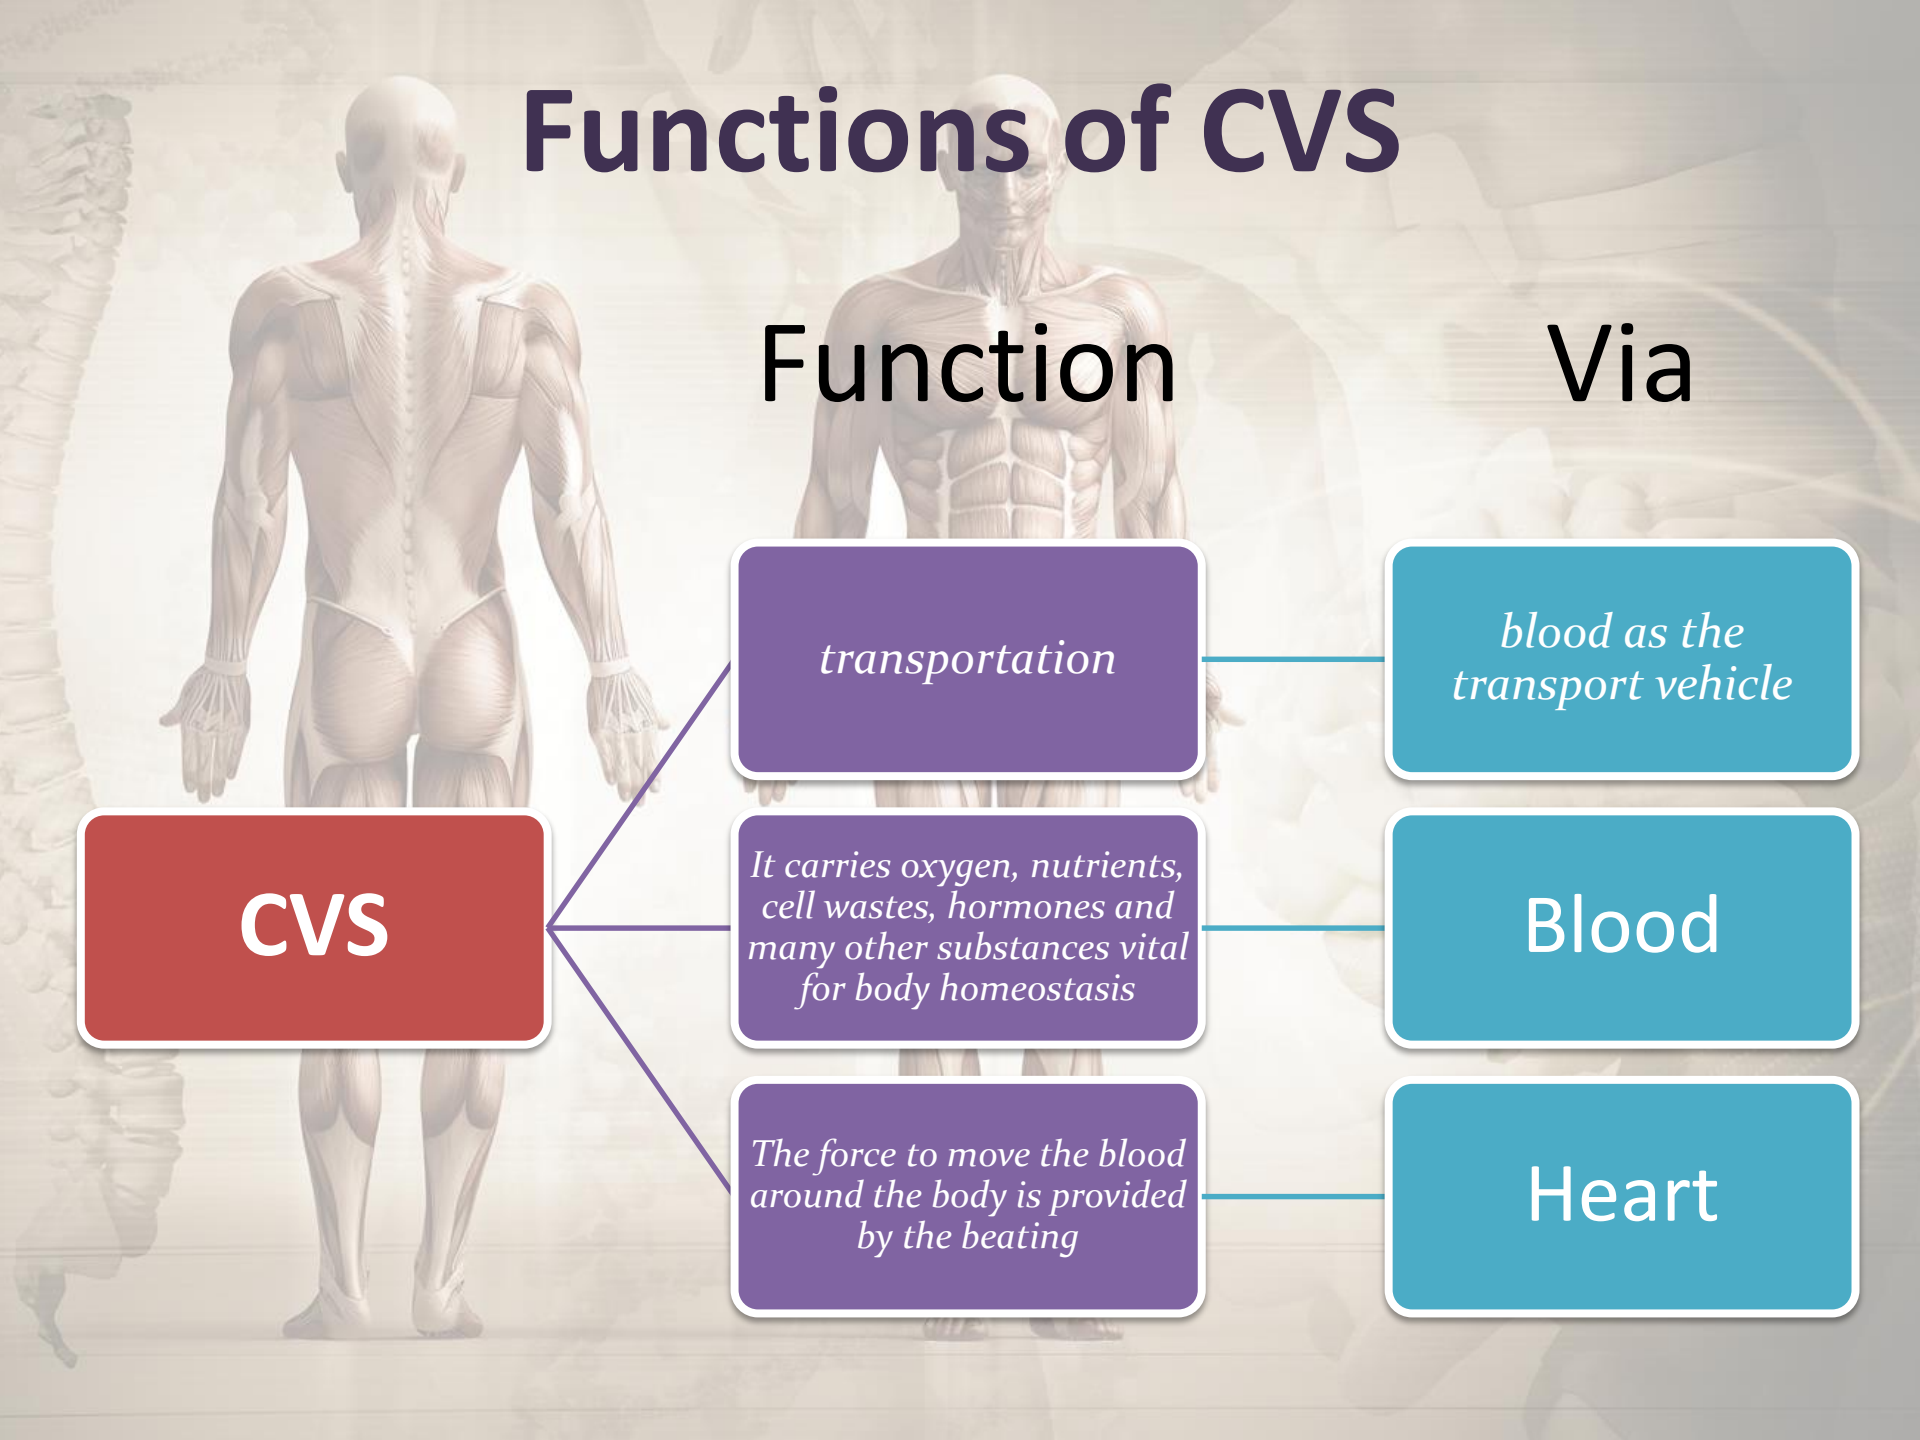 Functions of CVS
Function
Via
CVS
transportation
blood as the
transport vehicle
It carries oxygen, nutrients,
cell wastes, hormones and
many other substances vital
for body homeostasis
Blood
The force to move the blood
around the body is provided
by the beating
Heart